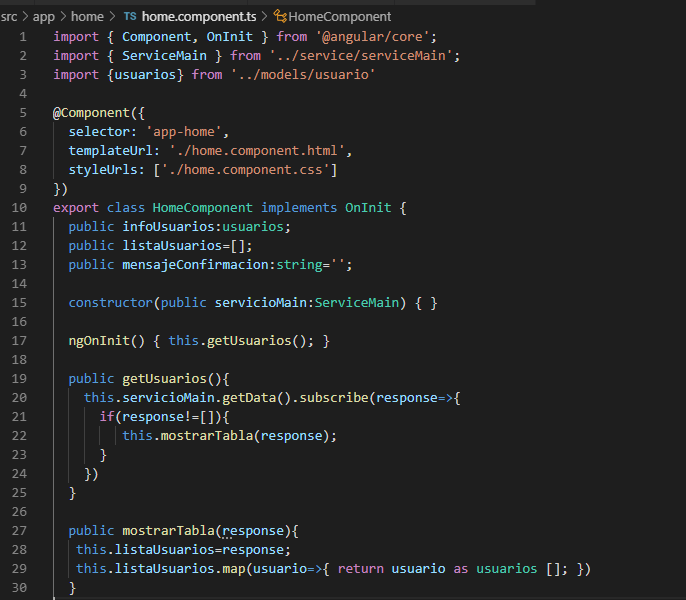 src > app > home > TS home.component.ts > HomeComponent
1 import { Component, OnInit } from '@angular/core';
2 import { ServiceMain } from '../service/serviceMain';
3 import {usuarios} from '../models/usuario'
4
5 @Component({
6   selector: 'app-home',
7   templateUrl: './home.component.html',
8   styleUrls: ['./home.component.css']
9 })
10 export class HomeComponent implements OnInit {
11   public infoUsuarios:usuarios;
12   public listaUsuarios=[];
13   public mensajeConfirmacion:string='';
14
15   constructor(public servicioMain:ServiceMain) { }
16
17   ngOnInit() { this.getUsuarios(); }
18
19   public getUsuarios(){
20     this.servicioMain.getData().subscribe(response=>{
21       if(response!=[]){
22          this.mostrarTabla(response);
23       }
24     })
25   }
26
27   public mostrarTabla(response){
28    this.listaUsuarios=response;
29    this.listaUsuarios.map(usuario=>{ return usuario as usuarios []; })
30   }